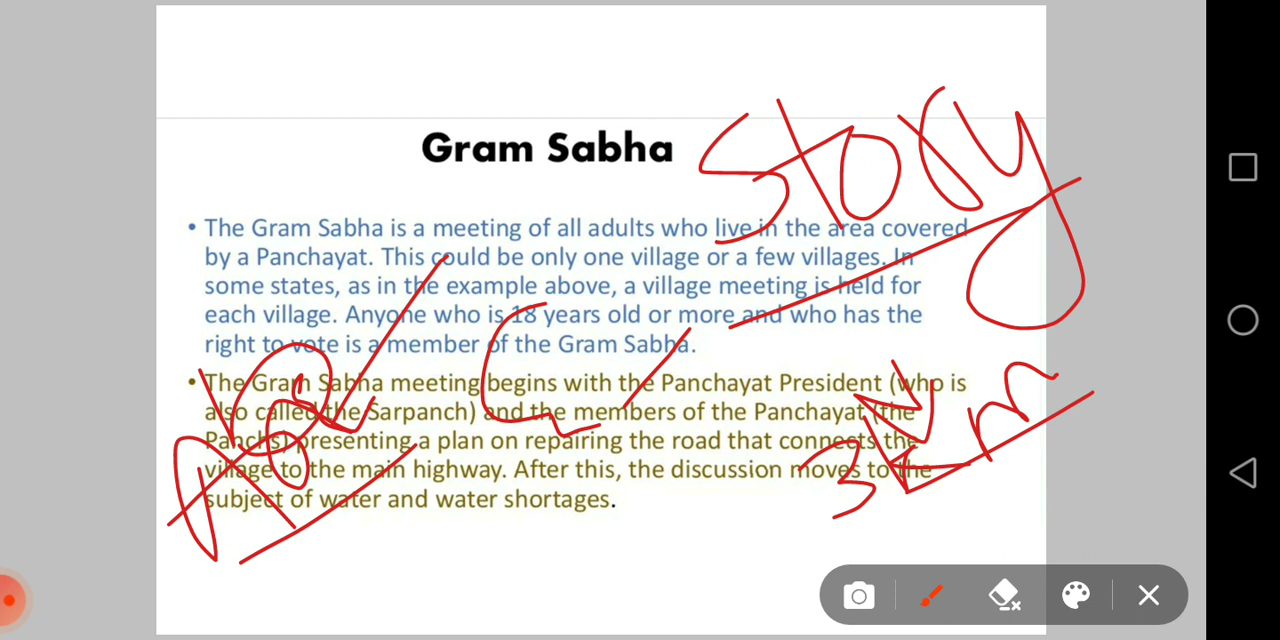 Gram Sabha
Story
• The Gram Sabha is a meeting of all adults who live in the area covered
by a Panchayat. This could be only one village or a few villages. In
some states, as in the example above, a village meeting is held for
each village. Anyone who is 18 years old or more and who has the
right to vote is a member of the Gram Sabha.
• The Gram Sabha meeting begins with the Panchayat President (who is
also called the Sarpanch) and the members of the Panchayat (the
Panchs) presenting a plan on repairing the road that connects the
village to the main highway. After this, the discussion moves to the
subject of water and water shortages.